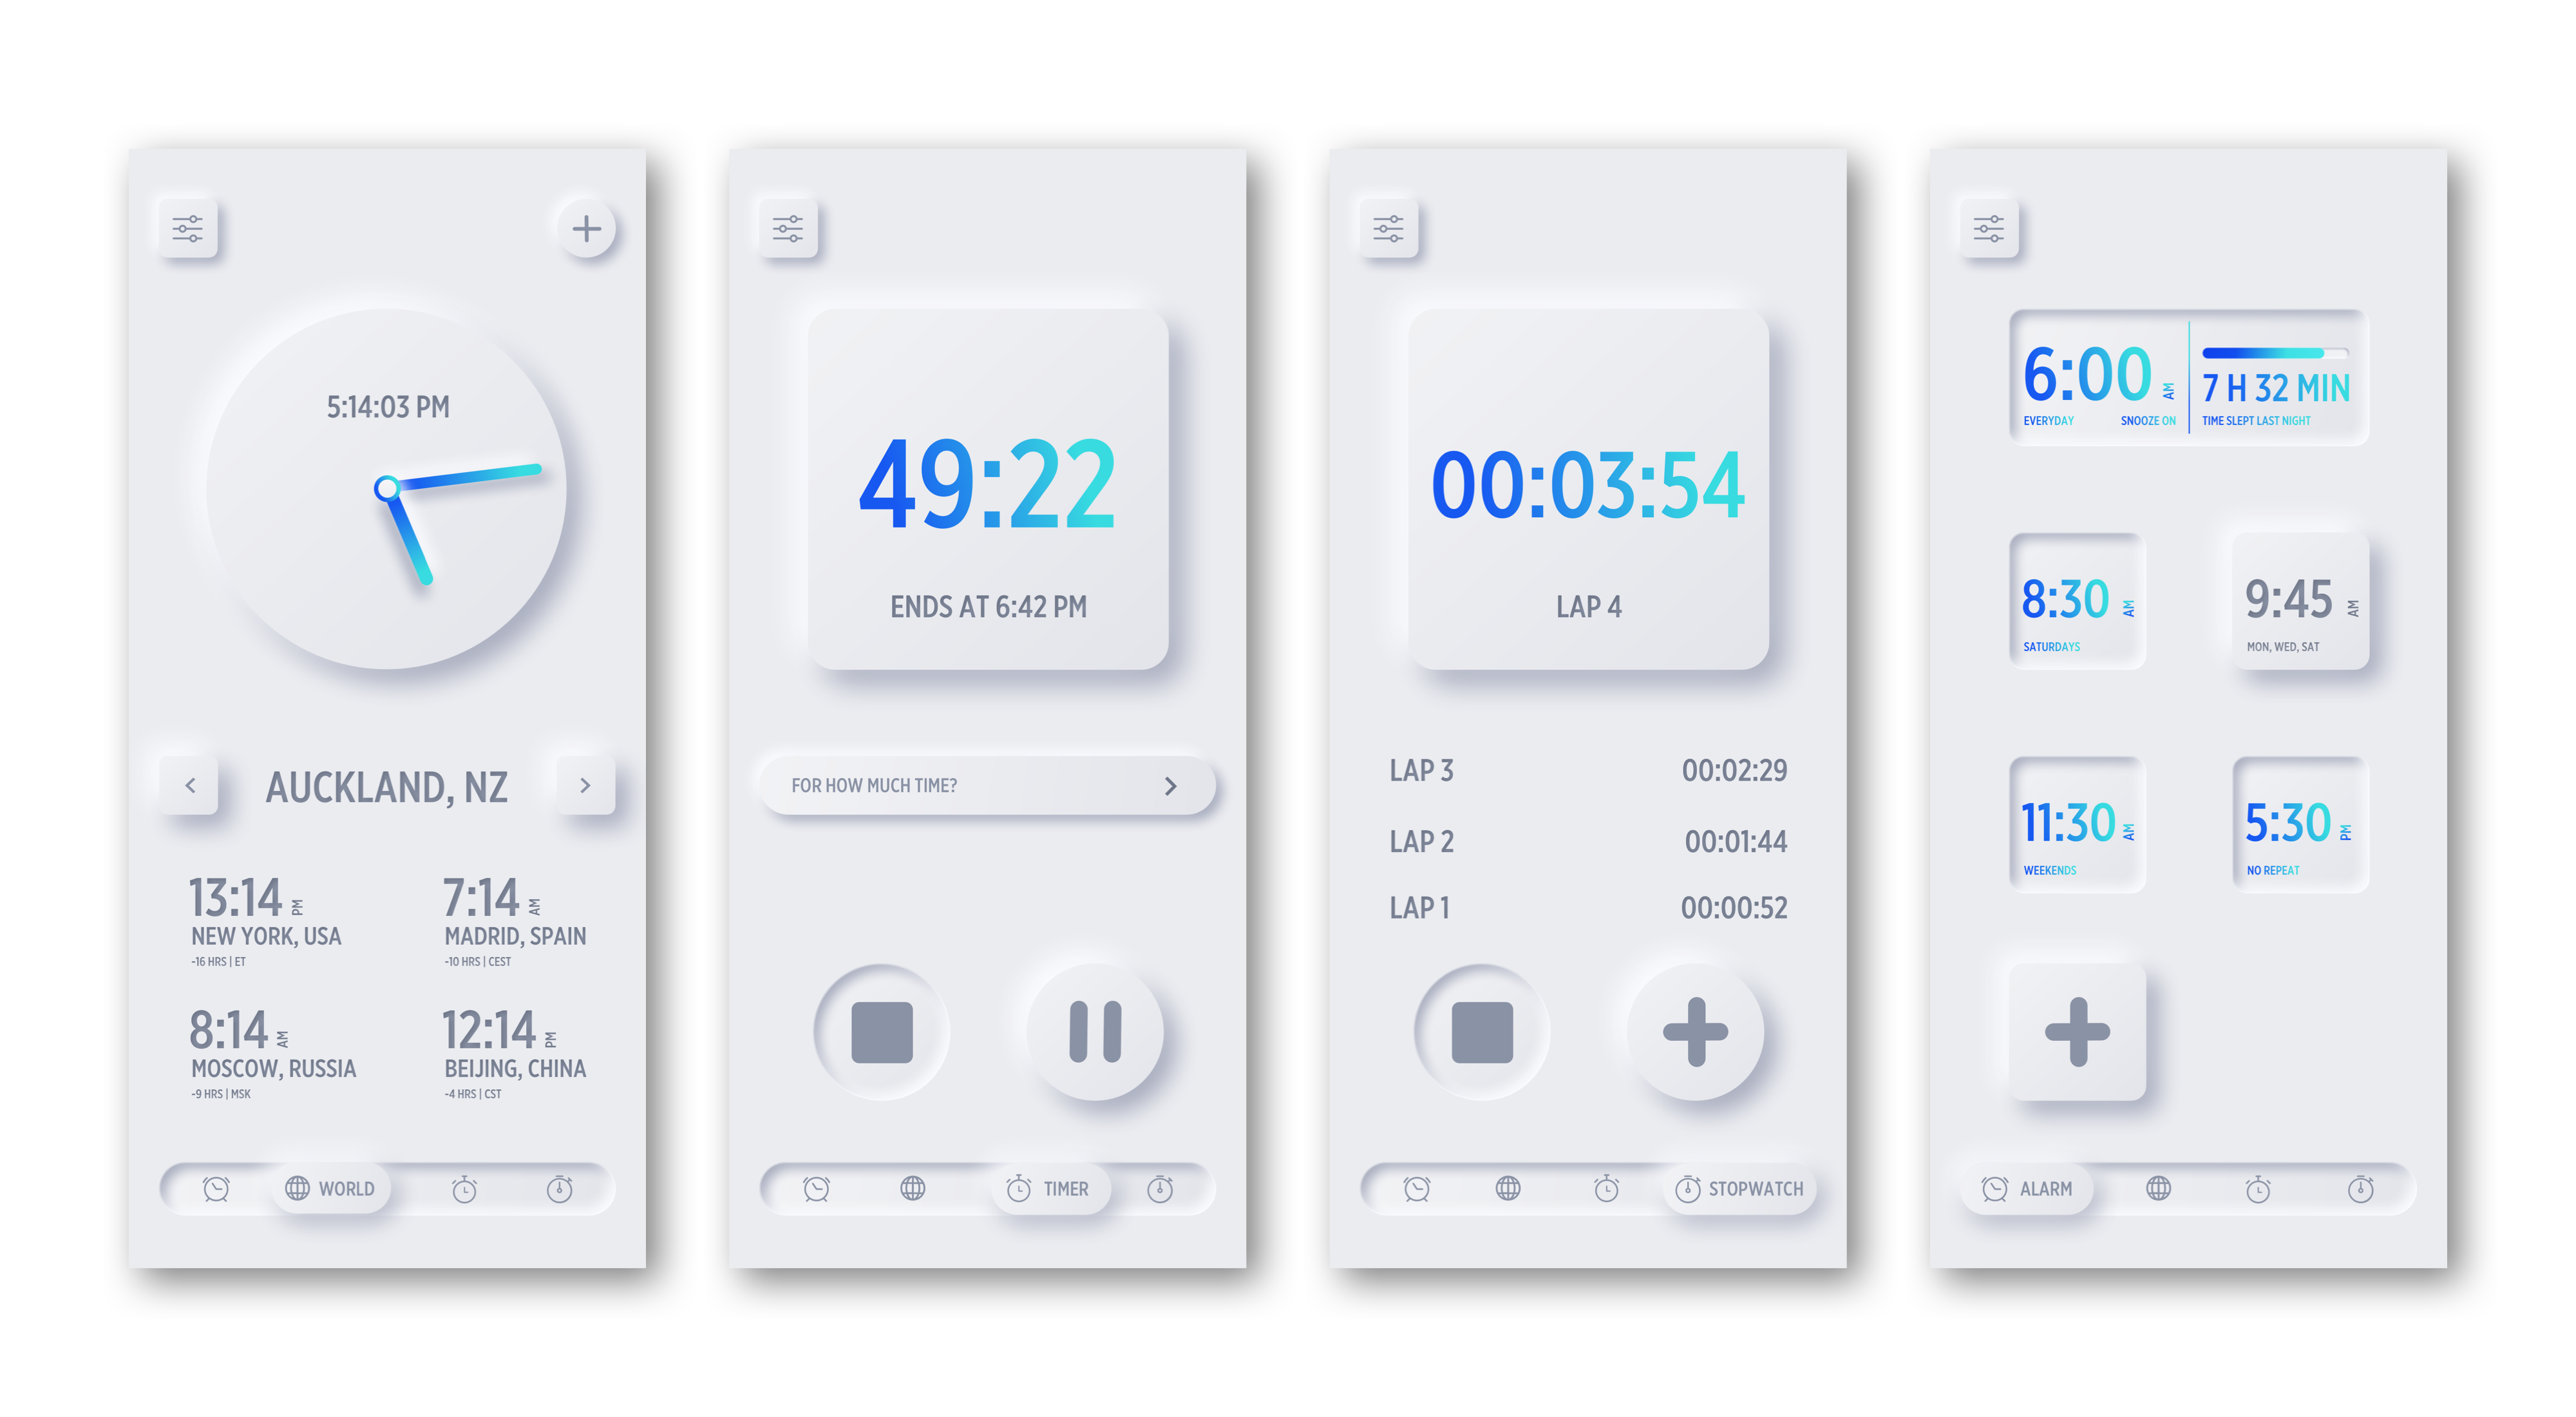 5:14:03 PM
AUCKLAND, NZ
13:14 PM
NEW YORK, USA
-16 HRS | ET
7:14 AM
MADRID, SPAIN
-10 HRS | CEST
8:14 AM
MOSCOW, RUSSIA
-9 HRS | MSK
12:14 PM
BEIJING, CHINA
-4 HRS | CST
WORLD
49:22
ENDS AT 6:42 PM
FOR HOW MUCH TIME?
TIMER
00:03:54
LAP 4
LAP 3 00:02:29
LAP 2 00:01:44
LAP 1 00:00:52
STOPWATCH
6:00 AM
EVERYDAY SNOOZE ON
7 H 32 MIN
TIME SLEPT LAST NIGHT
8:30 AM
SATURDAYS
9:45 AM
MON, WED, SAT
11:30 AM
WEEKENDS
5:30 PM
NO REPEAT
ALARM